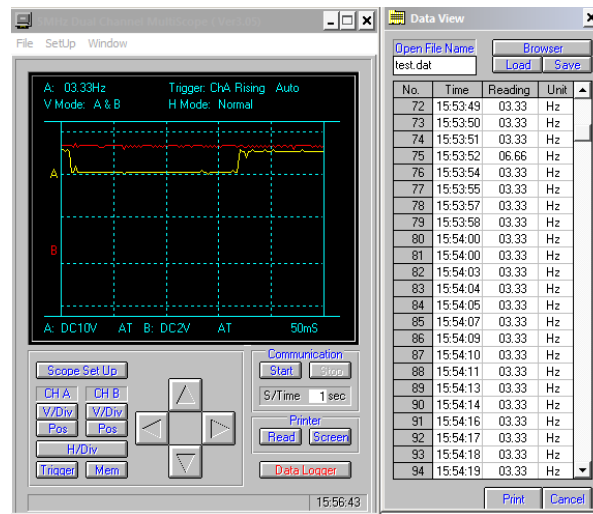 5MHz Dual Channel MultiScope ( Ver3.05)
File SetUp Window
A: 03.33Hz Trigger: ChA Rising Auto
V Mode: A & B H Mode: Normal
A
B
A: DC10V AT B: DC2V AT 50mS
Scope Set Up
CH A CH B
V/Div V/Div
Pos Pos
H/Div
Trigger Mem
Communication
Start Stop
S/Time 1 sec
Printer
Read Screen
Data Logger
15:56:43
Data View
Open File Name Browser
test.dat Load Save
No. Time Reading Unit
72 15:53:49 03.33 Hz
73 15:53:50 03.33 Hz
74 15:53:51 03.33 Hz
75 15:53:52 06.66 Hz
76 15:53:54 03.33 Hz
77 15:53:55 03.33 Hz
78 15:53:57 03.33 Hz
79 15:53:58 03.33 Hz
80 15:54:00 03.33 Hz
81 15:54:00 03.33 Hz
82 15:54:03 03.33 Hz
83 15:54:04 03.33 Hz
84 15:54:05 03.33 Hz
85 15:54:07 03.33 Hz
86 15:54:09 03.33 Hz
87 15:54:10 03.33 Hz
88 15:54:11 03.33 Hz
89 15:54:13 03.33 Hz
90 15:54:14 03.33 Hz
91 15:54:16 03.33 Hz
92 15:54:17 03.33 Hz
93 15:54:18 03.33 Hz
94 15:54:19 03.33 Hz
Print Cancel